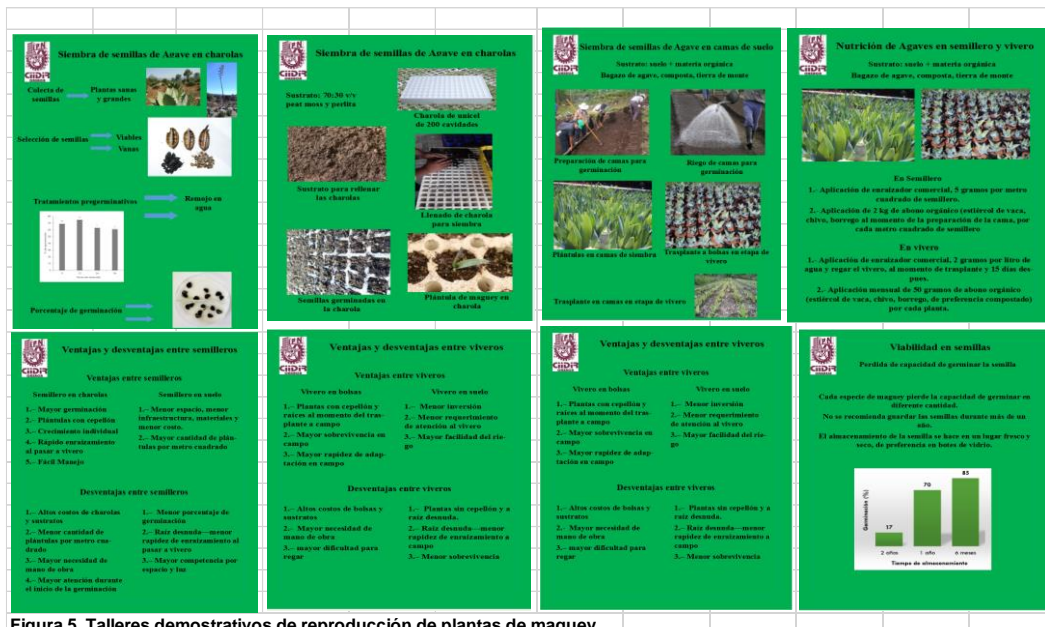 Siembra de semillas de Agave en charolas
Colecta de
semillas
Plantas sanas
y grandes
Selección de semillas
Viables
Vanas
Tratamientos pregerminativos
Remojo en
agua
Porcentaje de germinación
CIIDIR
Siembra de semillas de Agave en charolas
Sustrato: 70:30 v/v
peat moss y perlita
Charola de unicel
de 200 cavidades
Sustrato para rellenar
las charolas
Llenado de charola
para siembra
Semillas germinadas en
la charola
Plántula de maguey en
charola
CIIDIR
Siembra de semillas de Agave en camas de suelo
Sustrato: suelo + materia orgánica
Bagazo de agave, composta, tierra de monte
Preparación de camas para
germinación
Riego de camas para
germinación
Plántulas en camas de siembra
Trasplante a bolsas en etapa de
vivero
Trasplante en camas en etapa de vivero
CIIDIR
Nutrición de Agaves en semillero y vivero
Sustrato: suelo + materia orgánica
Bagazo de agave, composta, tierra de monte
En Semillero
1.- Aplicación de enraizador comercial, 5 gramos por metro
cuadrado de semillero.
2.- Aplicación de 2 kg de abono orgánico (estiércol de vaca,
chivo, borrego al momento de la preparación de la cama, por
cada metro cuadrado de semillero
En vivero
1.- Aplicación de enraizador comercial, 2 gramos por litro de
agua y regar el vivero, al momento de trasplante y 15 días des-
pues.
2.- Aplicación mensual de 50 gramos de abono orgánico
(estiércol de vaca, chivo, borrego, de preferencia compostado)
por cada planta.
CIIDIR
Ventajas y desventajas entre semilleros
Ventajas entre semilleros
Semillero en charolas
1.- Mayor germinación
2.- Plántulas con cepellón
3.- Crecimiento individual
4.- Rápido enraizamiento
al pasar a vivero
5.- Fácil Manejo
Semillero en suelo
1.- Menor espacio, menor
infraestructura, materiales y
menor costo.
2.- Mayor cantidad de plán-
tulas por metro cuadrado
Desventajas entre semilleros
1.- Altos costos de charolas
y sustratos
2.- Menor cantidad de
plántulas por metro cua-
drado
3.- Mayor necesidad de
mano de obra
4.- Mayor atención durante
el inicio de la germinación
1.- Menor porcentaje de
germinación
2.- Raíz desnuda—menor
rapidez de enraizamiento al
pasar a vivero
3.- Mayor competencia por
espacio y luz
CIIDIR
Ventajas y desventajas entre viveros
Ventajas entre viveros
Vivero en bolsas
1.- Plantas con cepellón y
raíces al momento del tras-
plante a campo
2.- Mayor sobrevivencia en
campo
3.- Mayor rapidez de adap-
tación en campo
Vivero en suelo
1.- Menor inversión
2.- Menor requerimiento
de atención al vivero
3.- Mayor facilidad del rie-
go
Desventajas entre viveros
1.- Altos costos de bolsas y
sustratos
2.- Mayor necesidad de
mano de obra
3.- mayor dificultad para
regar
1.- Plantas sin cepellón y a
raíz desnuda.
2.- Raíz desnuda—menor
rapidez de enraizamiento a
campo
3.- Menor sobrevivencia
CIIDIR
Ventajas y desventajas entre viveros
Ventajas entre viveros
Vivero en bolsas
1.- Plantas con cepellón y
raíces al momento del tras-
plante a campo
2.- Mayor sobrevivencia en
campo
3.- Mayor rapidez de adap-
tación en campo
Vivero en suelo
1.- Menor inversión
2.- Menor requerimiento
de atención al vivero
3.- Mayor facilidad del rie-
go
Desventajas entre viveros
1.- Altos costos de bolsas y
sustratos
2.- Mayor necesidad de
mano de obra
3.- mayor dificultad para
regar
1.- Plantas sin cepellón y a
raíz desnuda.
2.- Raíz desnuda—menor
rapidez de enraizamiento a
campo
3.- Menor sobrevivencia
CIIDIR
Viabilidad en semillas
Perdida de capacidad de germinar la semilla
Cada especie de maguey pierde la capacidad de germinar en
diferente cantidad.
No se recomienda guardar las semillas durante más de un
año.
El almacenamiento de la semilla se hace en un lugar fresco y
seco, de preferencia en botes de vidrio.
Germinación (%)
17
70
83
2 años
1 año
6 meses
Tiempo de almacenamiento
CIIDIR
Figura 5. Talleres demostrativos de reproducción de plantas de maguey